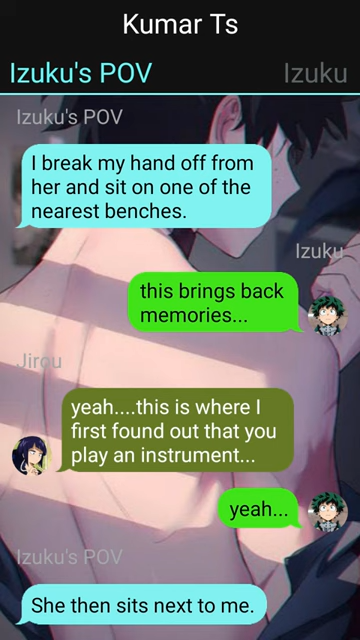 Kumar Ts
Izuku's POV
Izuku
Izuku's POV
I break my hand off from
her and sit on one of the
nearest benches.
Izuku
this brings back
memories...
Jirou
yeah....this is where I
first found out that you
play an instrument...
yeah...
Izuku's POV
She then sits next to me.